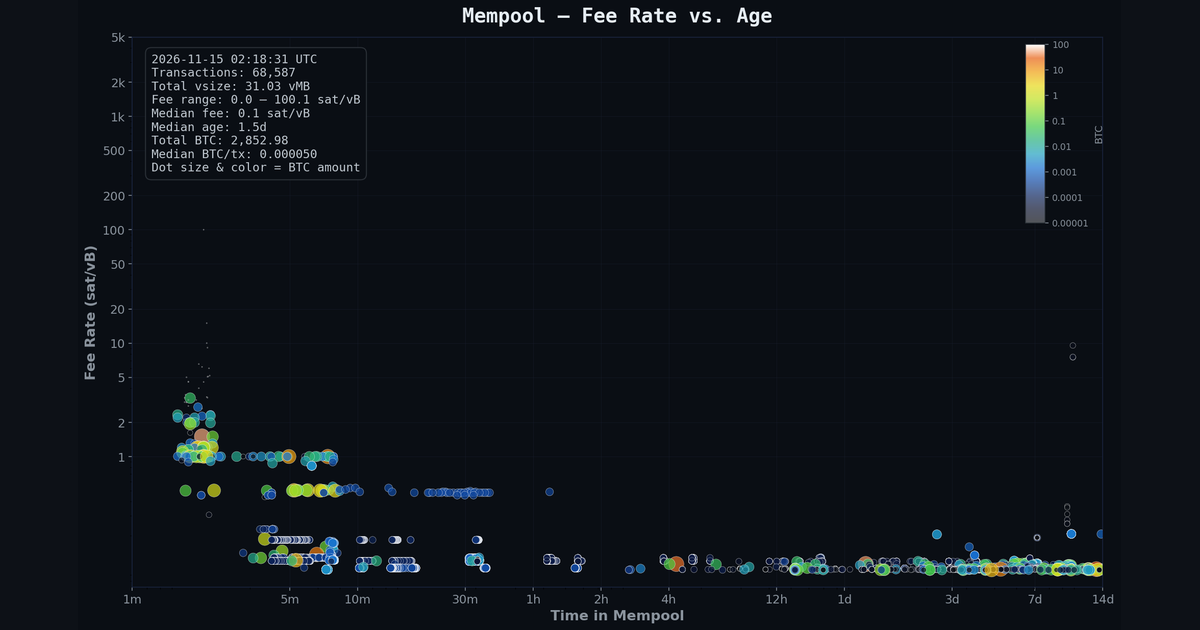 Mempool — Fee Rate vs. Age
2026-11-15 02:18:31 UTC
Transactions: 68,587
Total vsize: 31.03 vMB
Fee range: 0.0 – 100.1 sat/vB
Median fee: 0.1 sat/vB
Median age: 1.5d
Total BTC: 2,852.98
Median BTC/tx: 0.000050
Dot size & color = BTC amount
5k
2k
1k
500
200
100
50
20
10
5
2
1
Fee Rate (sat/vB)
100
10
1
0.1
0.01
0.001
0.0001
0.00001
BTC
1m 5m 10m 30m 1h 2h 4h 12h 1d 3d 7d 14d
Time in Mempool